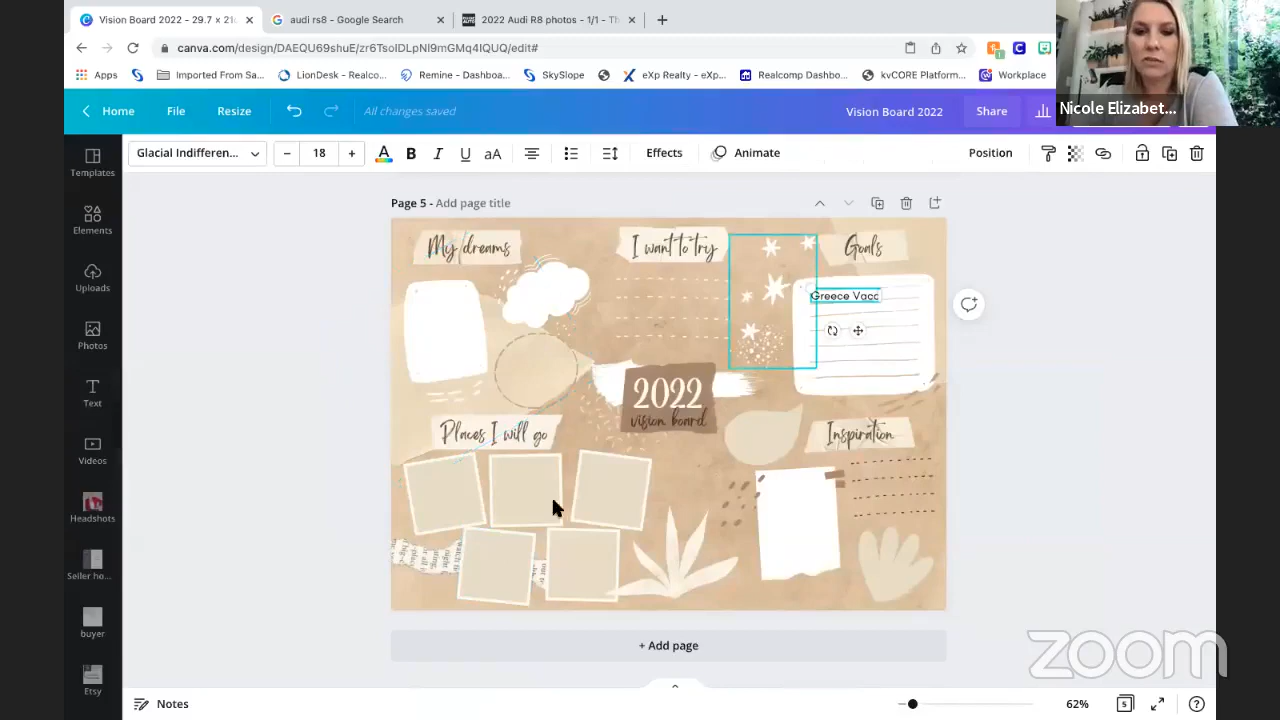 Vision Board 2022 - 29.7 x 21
audi rs8 - Google Search
2022 Audi R8 photos - 1/1 - Th
canva.com/design/DAEQU69shuE/zr6TsoIDLpNI9mGMq4IQUQ/edit#
Apps
Imported From Sa...
LionDesk - Realco...
Remine - Dashboa...
SkySlope
eXp Realty - eXp...
Realcomp Dashbo...
kvCORE Platform...
Workplace
Nicole Elizabet...
Home
File
Resize
All changes saved
Vision Board 2022
Share
Glacial Indifferen...
– 18 +
A
B
I
U
aA
Effects
Animate
Position
Templates
Elements
Uploads
Photos
Text
Videos
Headshots
Seller ho...
buyer
Etsy
Page 5 - Add page title
My dreams
I want to try
Goals
Greece Vacc
2022
vision board
Places I will go
Inspiration
+ Add page
zoom
Notes
62%
5
?